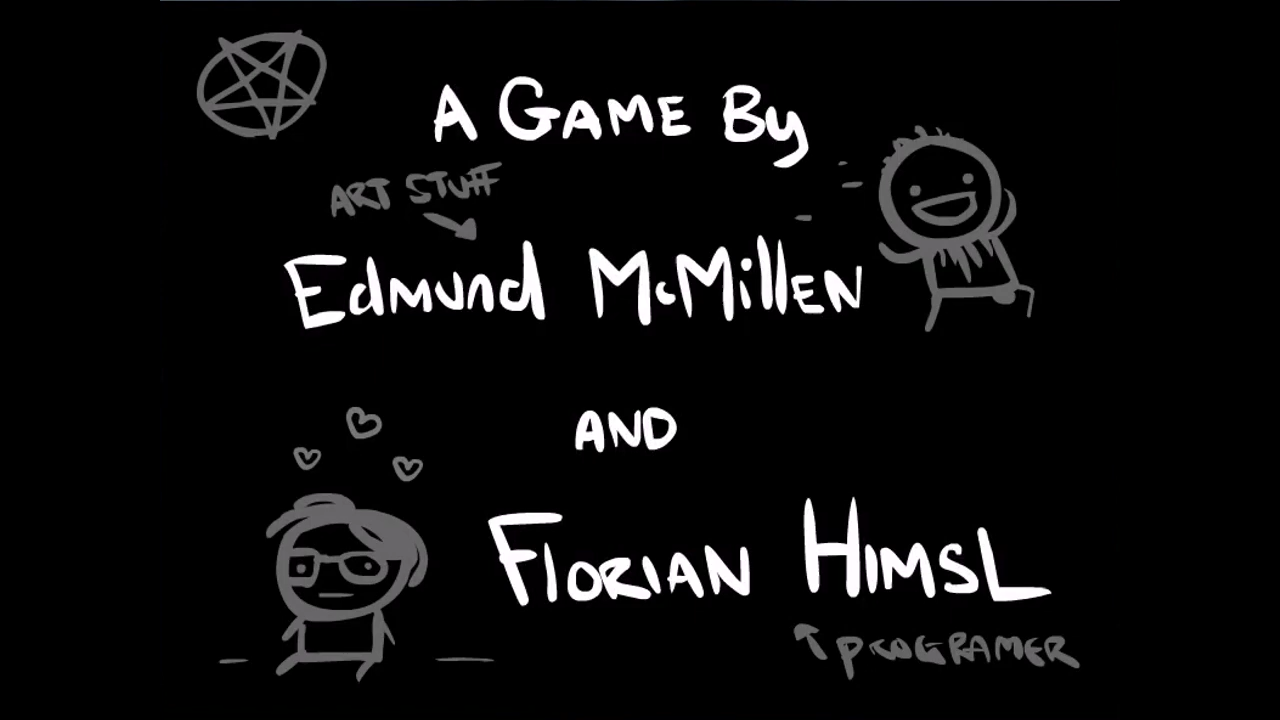 A GAME By
ART STUFF
Edmund McMillEN
AND
FloRIAN HIMSL
pROGRAMER